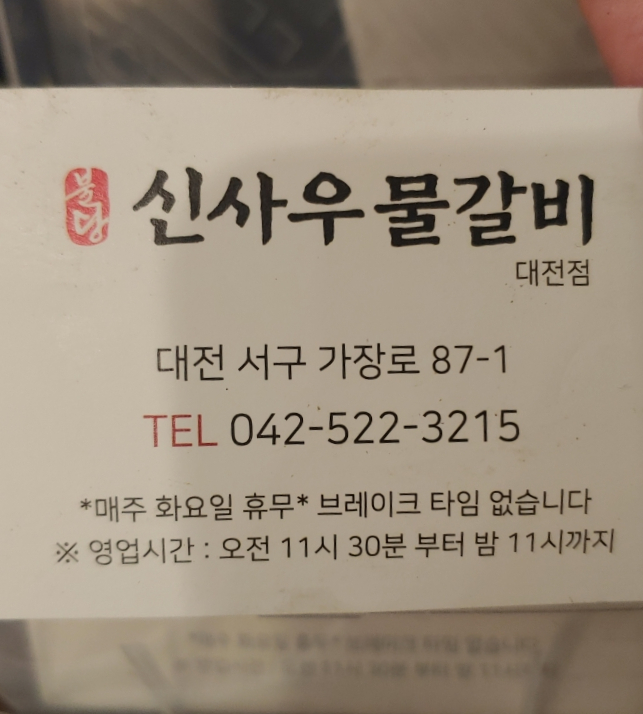 불당 신사우물갈비
대전점
대전 서구 가장로 87-1
TEL 042-522-3215
*매주 화요일 휴무* 브레이크 타임 없습니다
※ 영업시간 : 오전 11시 30분 부터 밤 11시까지